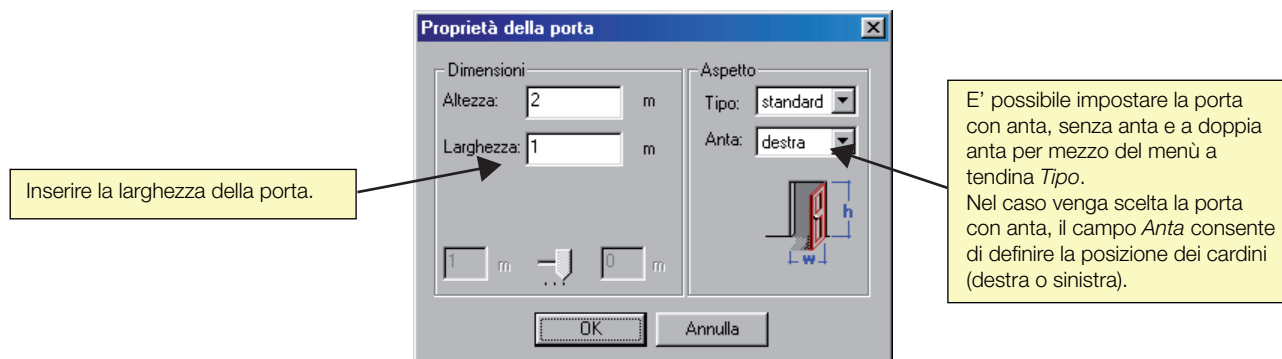 Proprietà della porta
Dimensioni
Altezza: 2 m
Larghezza: 1 m
1 m 0 m
Aspetto
Tipo: standard
Anta: destra
h
w
OK Annulla
Inserire la larghezza della porta.
E' possibile impostare la porta
con anta, senza anta e a doppia
anta per mezzo del menù a
tendina Tipo.
Nel caso venga scelta la porta
con anta, il campo Anta consente
di definire la posizione dei cardini
(destra o sinistra).